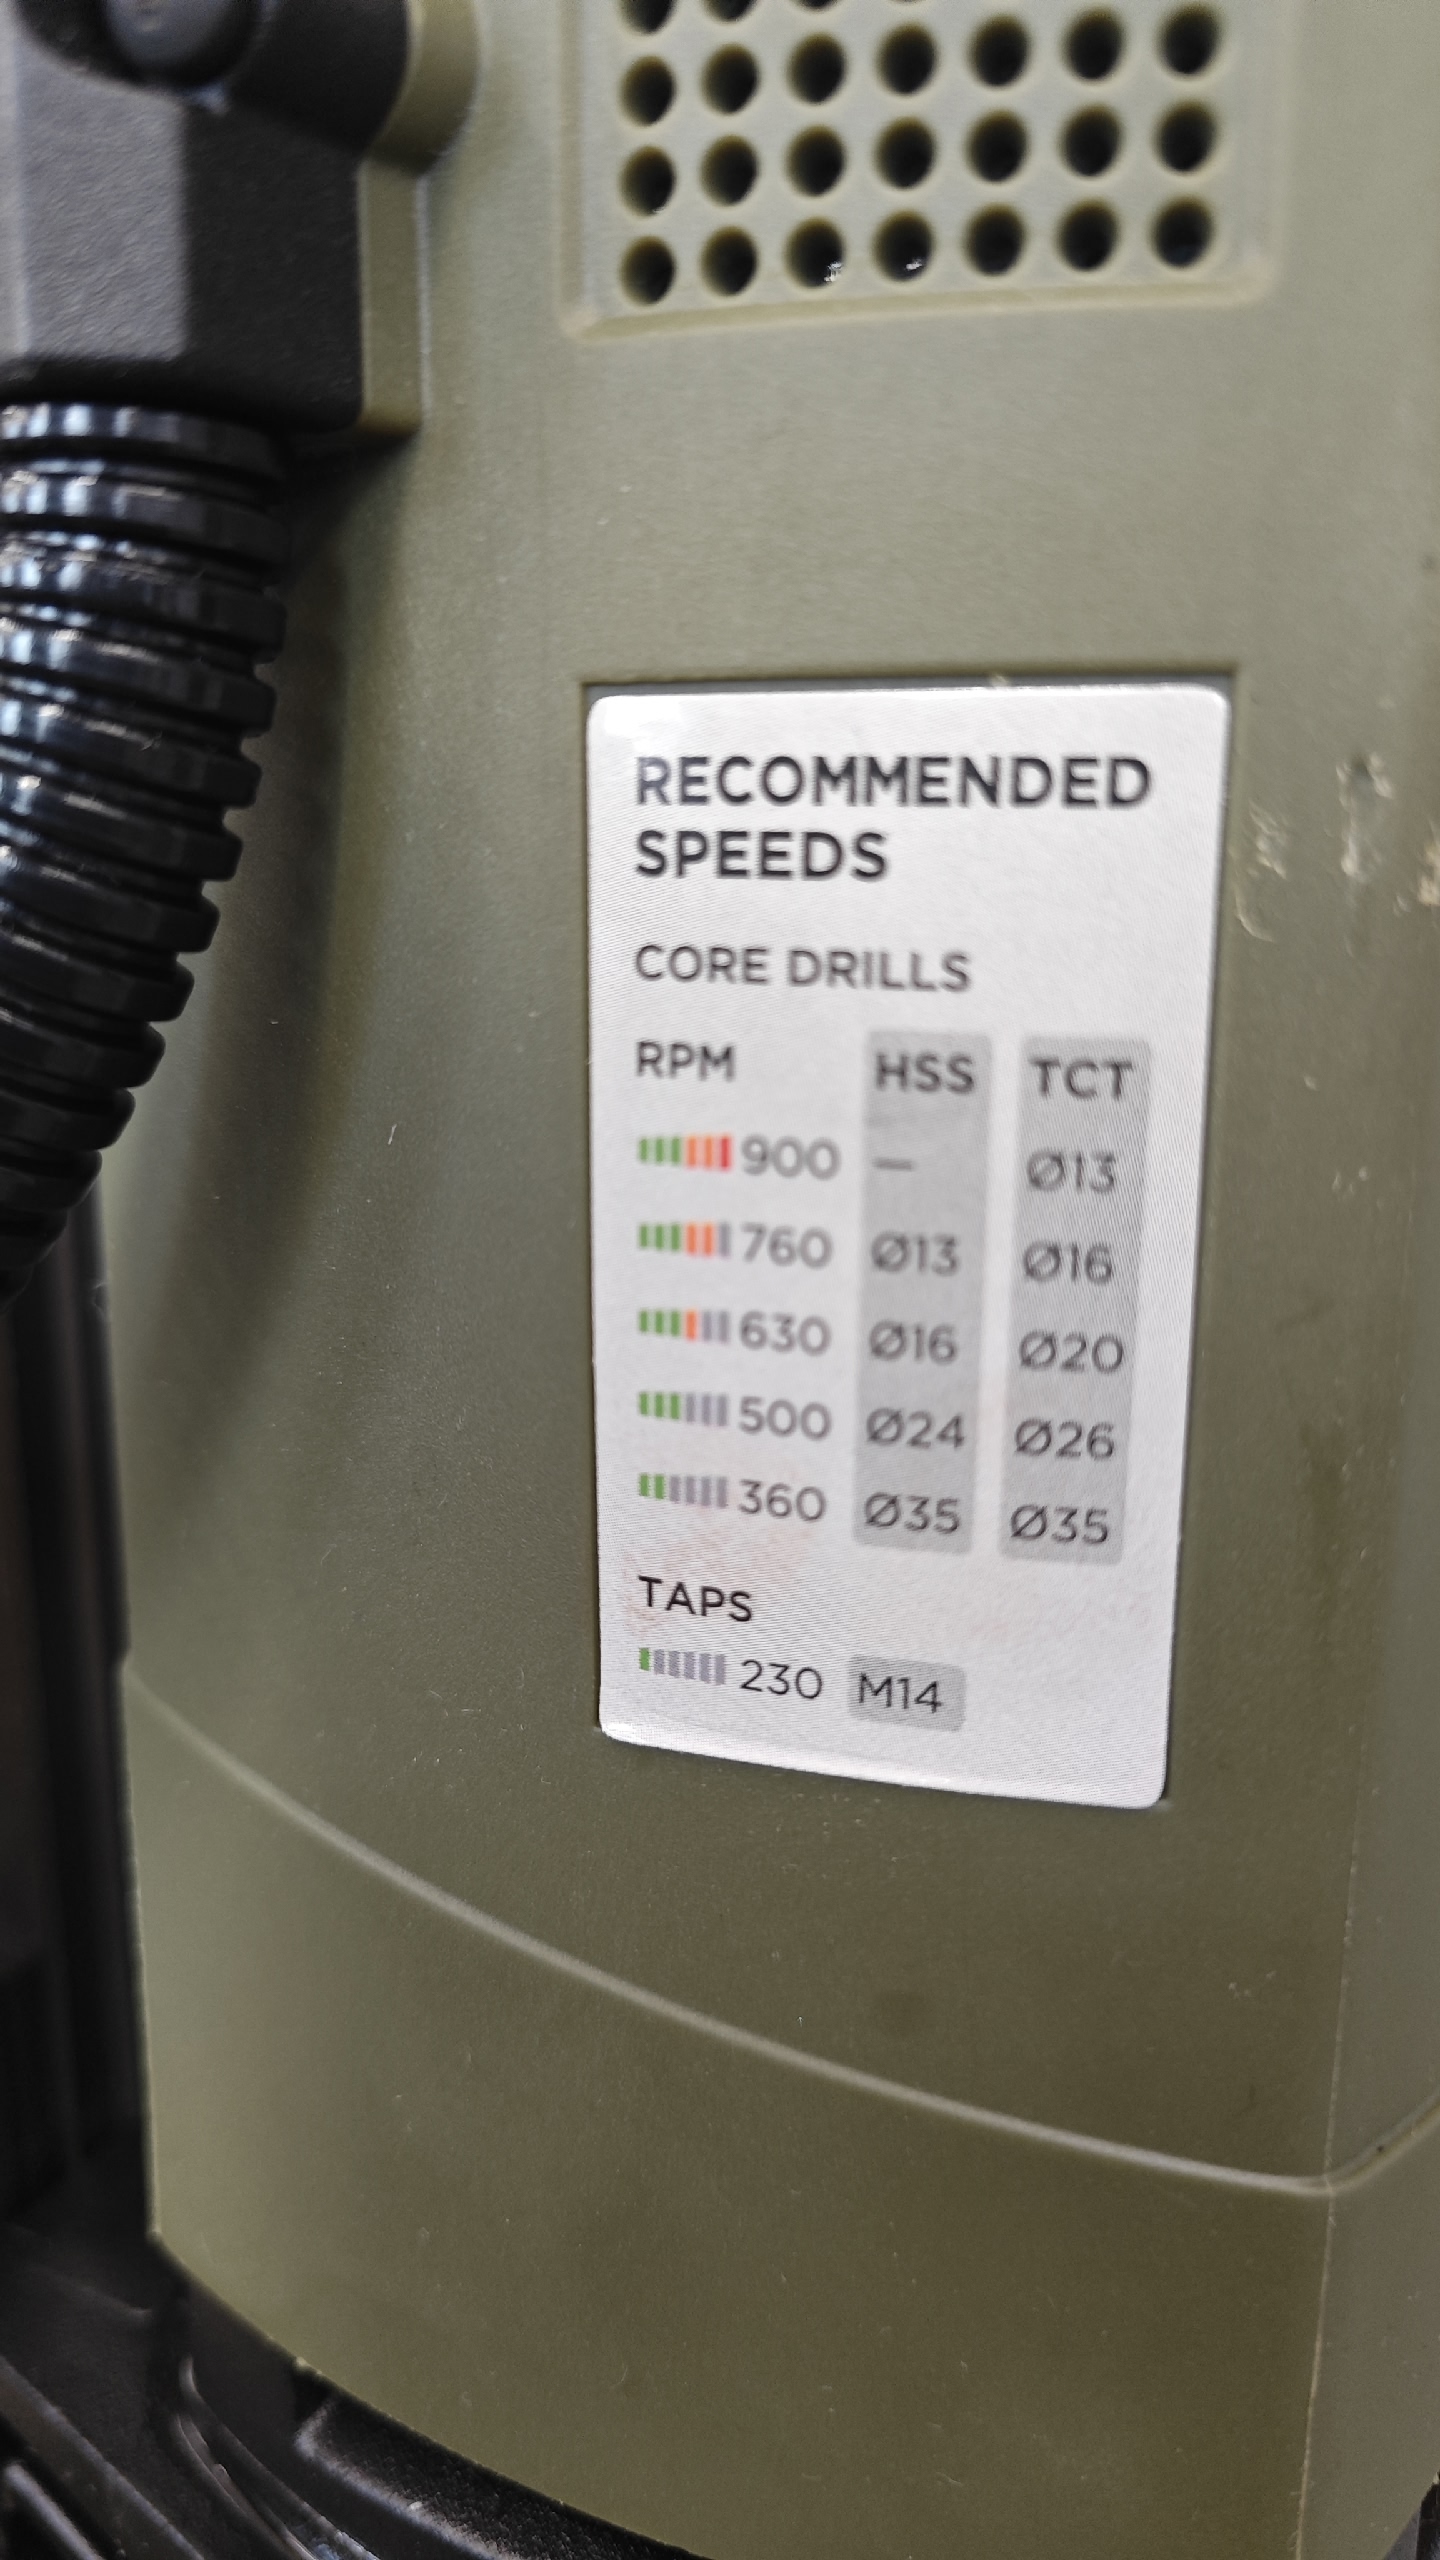 RECOMMENDED
SPEEDS
CORE DRILLS
RPM HSS TCT
900 — Ø13
760 Ø13 Ø16
630 Ø16 Ø20
500 Ø24 Ø26
360 Ø35 Ø35
TAPS
230 M14